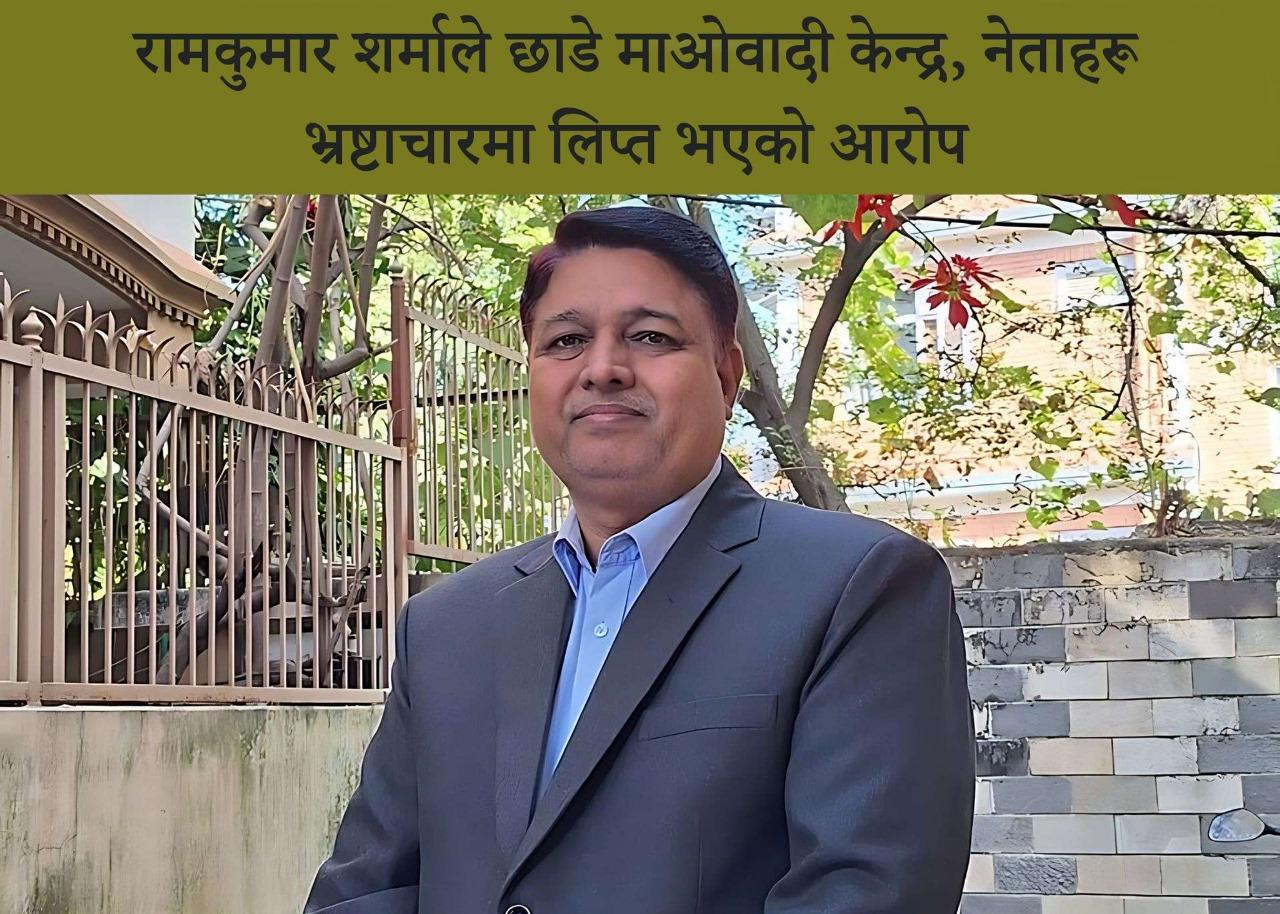 रामकुमार शर्माले छाडे माओवादी केन्द्र, नेताहरू
भ्रष्टाचारमा लिप्त भएको आरोप